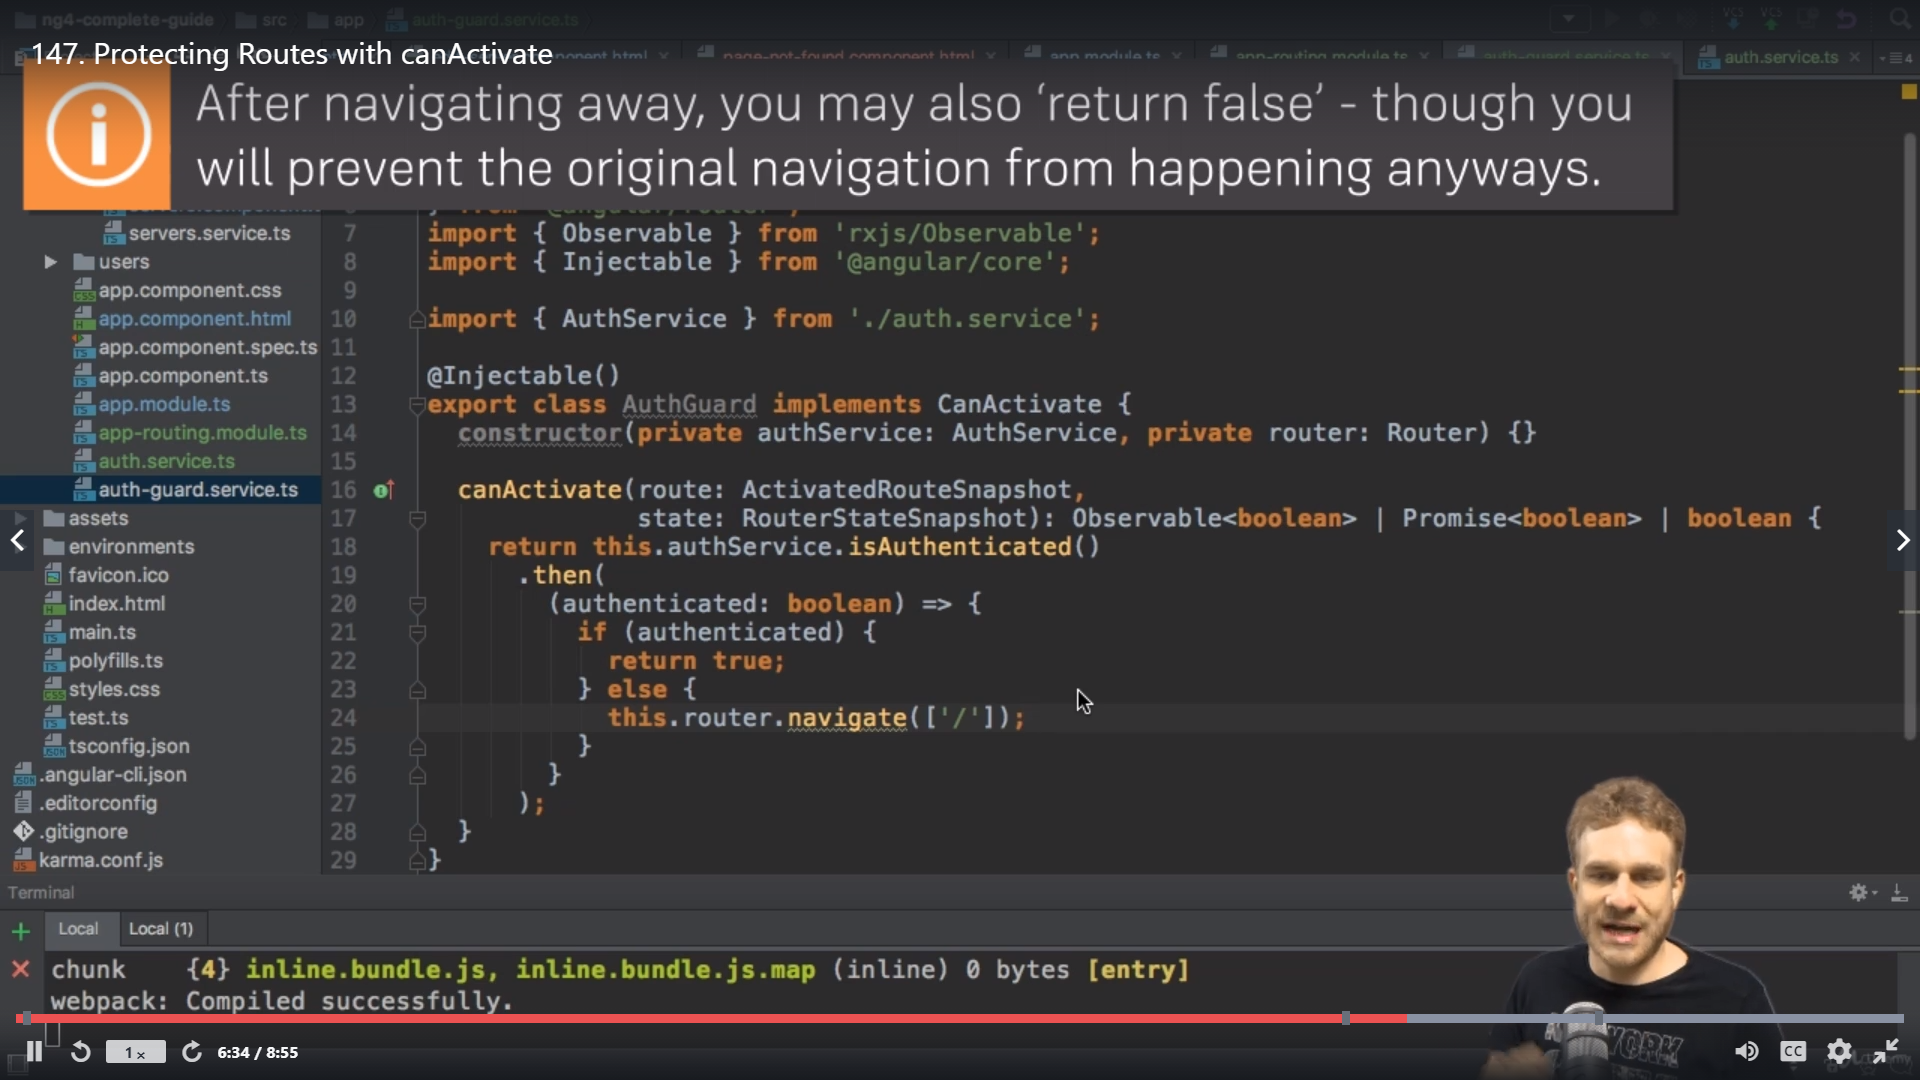 ng4-complete-guide src app auth-guard.service.ts
147. Protecting Routes with canActivate
page-not-found.component.html app.module.ts app-routing.module.ts auth-guard.service.ts auth.service.ts 4
After navigating away, you may also ‘return false’ - though you
will prevent the original navigation from happening anyways.
servers.service.ts
users
app.component.css
app.component.html
app.component.spec.ts
app.component.ts
app.module.ts
app-routing.module.ts
auth.service.ts
auth-guard.service.ts
assets
environments
favicon.ico
index.html
main.ts
polyfills.ts
styles.css
test.ts
tsconfig.json
.angular-cli.json
.editorconfig
.gitignore
karma.conf.js
7 import { Observable } from 'rxjs/Observable';
8 import { Injectable } from '@angular/core';
9
10 import { AuthService } from './auth.service';
11
12 @Injectable()
13 export class AuthGuard implements CanActivate {
14 constructor(private authService: AuthService, private router: Router) {}
15
16 canActivate(route: ActivatedRouteSnapshot,
17 state: RouterStateSnapshot): Observable<boolean> | Promise<boolean> | boolean {
18 return this.authService.isAuthenticated()
19 .then(
20 (authenticated: boolean) => {
21 if (authenticated) {
22 return true;
23 } else {
24 this.router.navigate(['/']);
25 }
26 }
27 );
28 }
29 }
Terminal
Local Local (1)
chunk {4} inline.bundle.js, inline.bundle.js.map (inline) 0 bytes [entry]
webpack: Compiled successfully.
1 x 6:34 / 8:55
CC